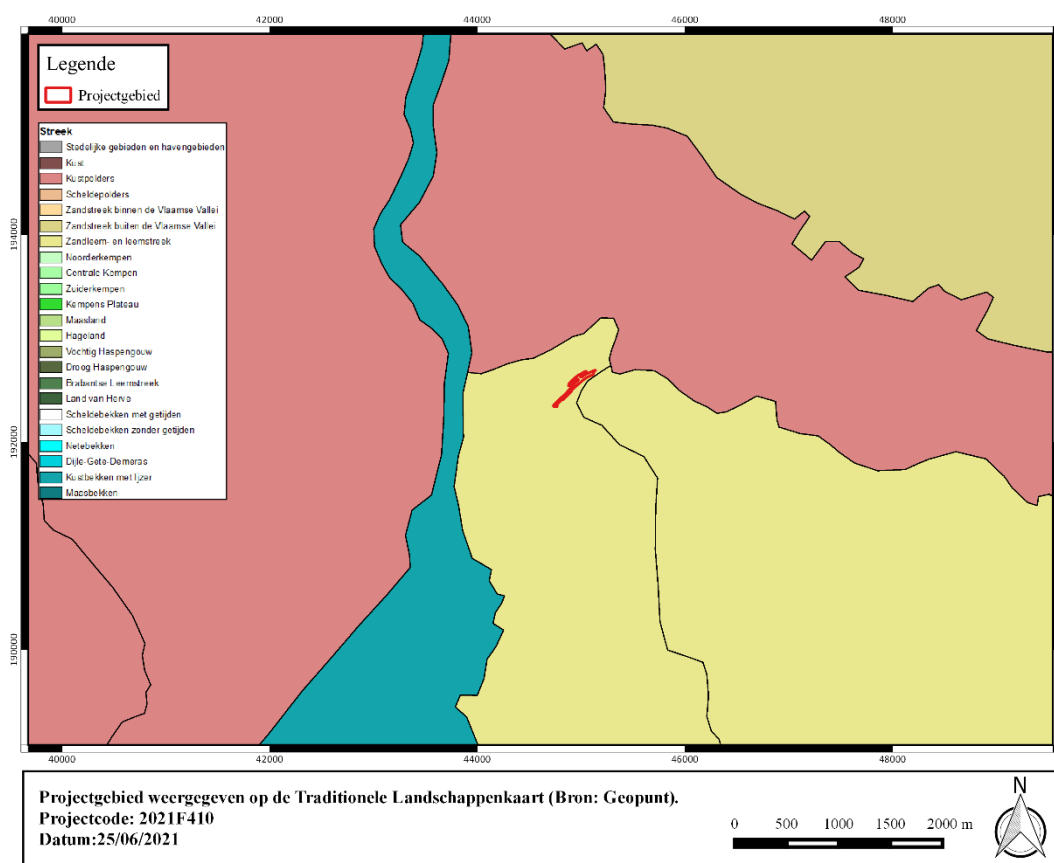 40000 42000 44000 46000 48000
Legende
Projectgebied
Streek
Stedelijke gebieden en havengebieden
Kust
Kustpolders
Scheldepolders
Zandstreek binnen de Vlaamse Vallei
Zandstreek buiten de Vlaamse Vallei
Zandleem- en leemstreek
Noorderkempen
Centrale Kempen
Zuiderkempen
Kempens Plateau
Maasland
Hageland
Vochtig Haspengouw
Droog Haspengouw
Brabantse Leemstreek
Land van Herve
Scheldebekken met getijden
Scheldebekken zonder getijden
Netebekken
Dijle-Gete-Demeras
Kustbekken met Ijzer
Maasbekken
194000
192000
190000
194000
192000
190000
40000 42000 44000 46000 48000
Projectgebied weergegeven op de Traditionele Landschappenkaart (Bron: Geopunt).
Projectcode: 2021F410
Datum:25/06/2021
0 500 1000 1500 2000 m
N